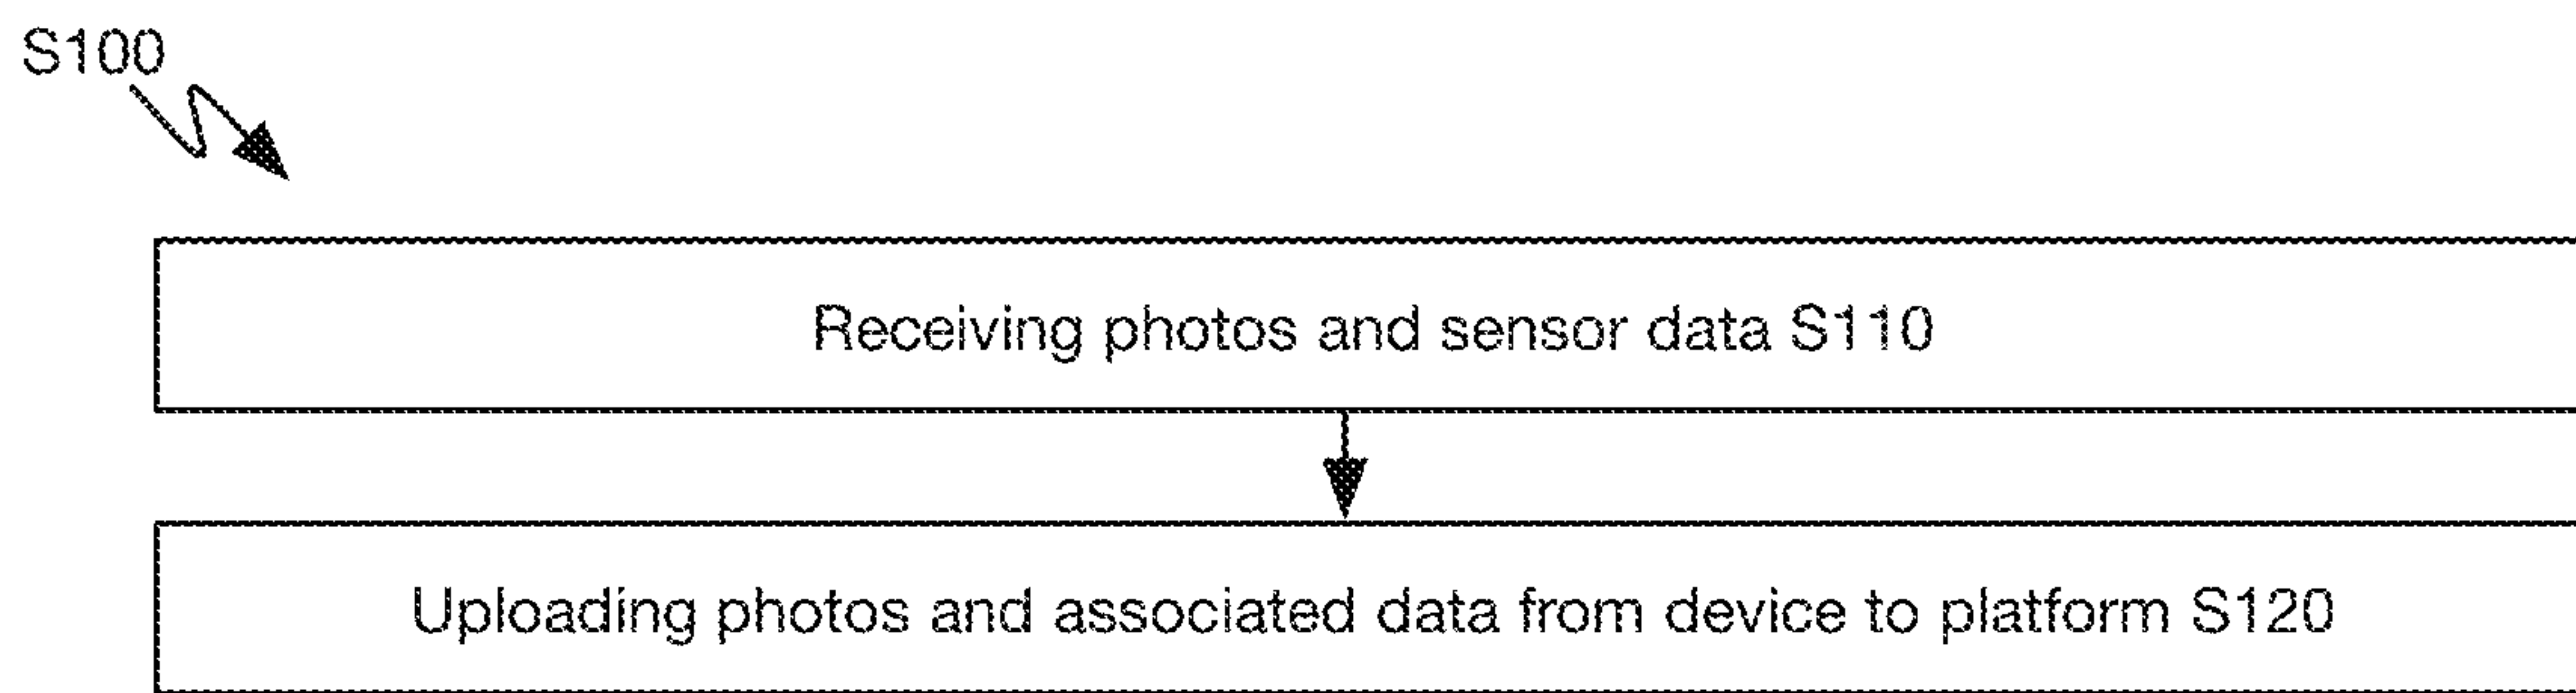 S100
Receiving photos and sensor data S110
Uploading photos and associated data from device to platform S120